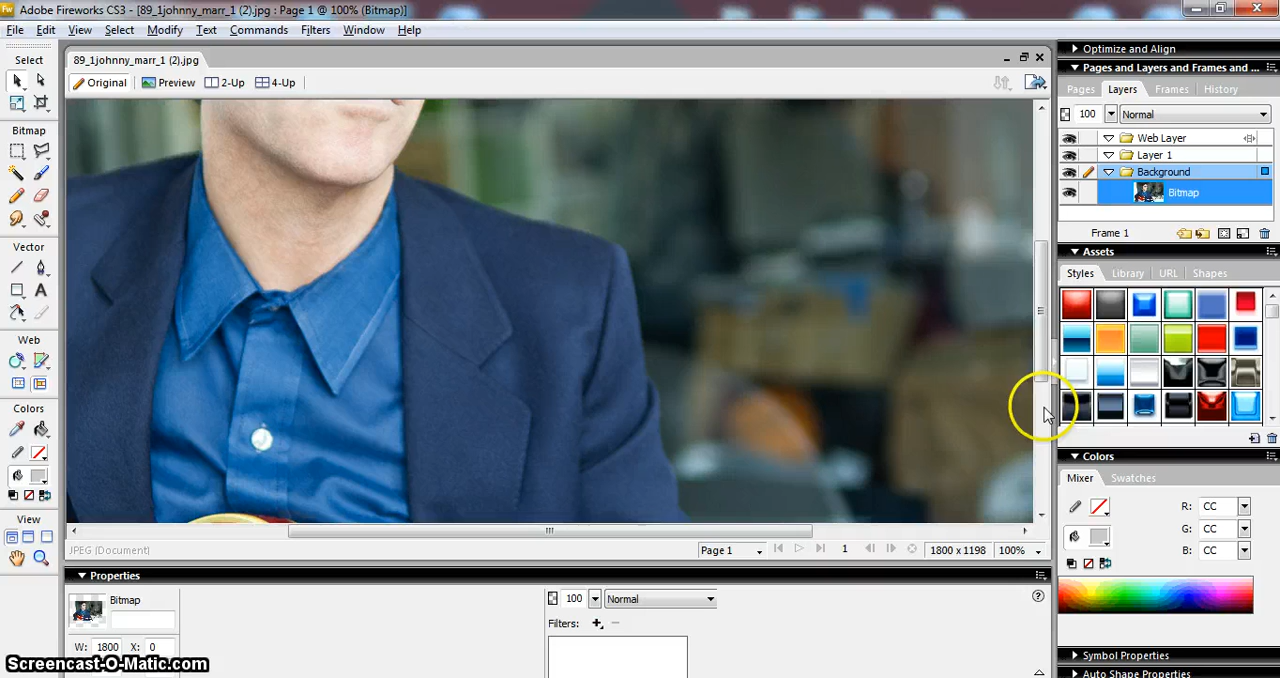 Fw Adobe Fireworks CS3 - [89_1johnny_marr_1 (2).jpg : Page 1 @ 100% (Bitmap)]
File Edit View Select Modify Text Commands Filters Window Help
Select
Bitmap
Vector
Web
Colors
View
89_1johnny_marr_1 (2).jpg
Original Preview 2-Up 4-Up
JPEG (Document)
Page 1 1 1800 x 1198 100%
Properties
Bitmap
W: 1800 X: 0
100 Normal
Filters:
Optimize and Align
Pages and Layers and Frames and ...
Pages Layers Frames History
100 Normal
Web Layer
Layer 1
Background
Bitmap
Frame 1
Assets
Styles Library URL Shapes
Colors
Mixer Swatches
R: CC
G: CC
B: CC
Symbol Properties
Auto Shape Properties
Screencast-O-Matic.com